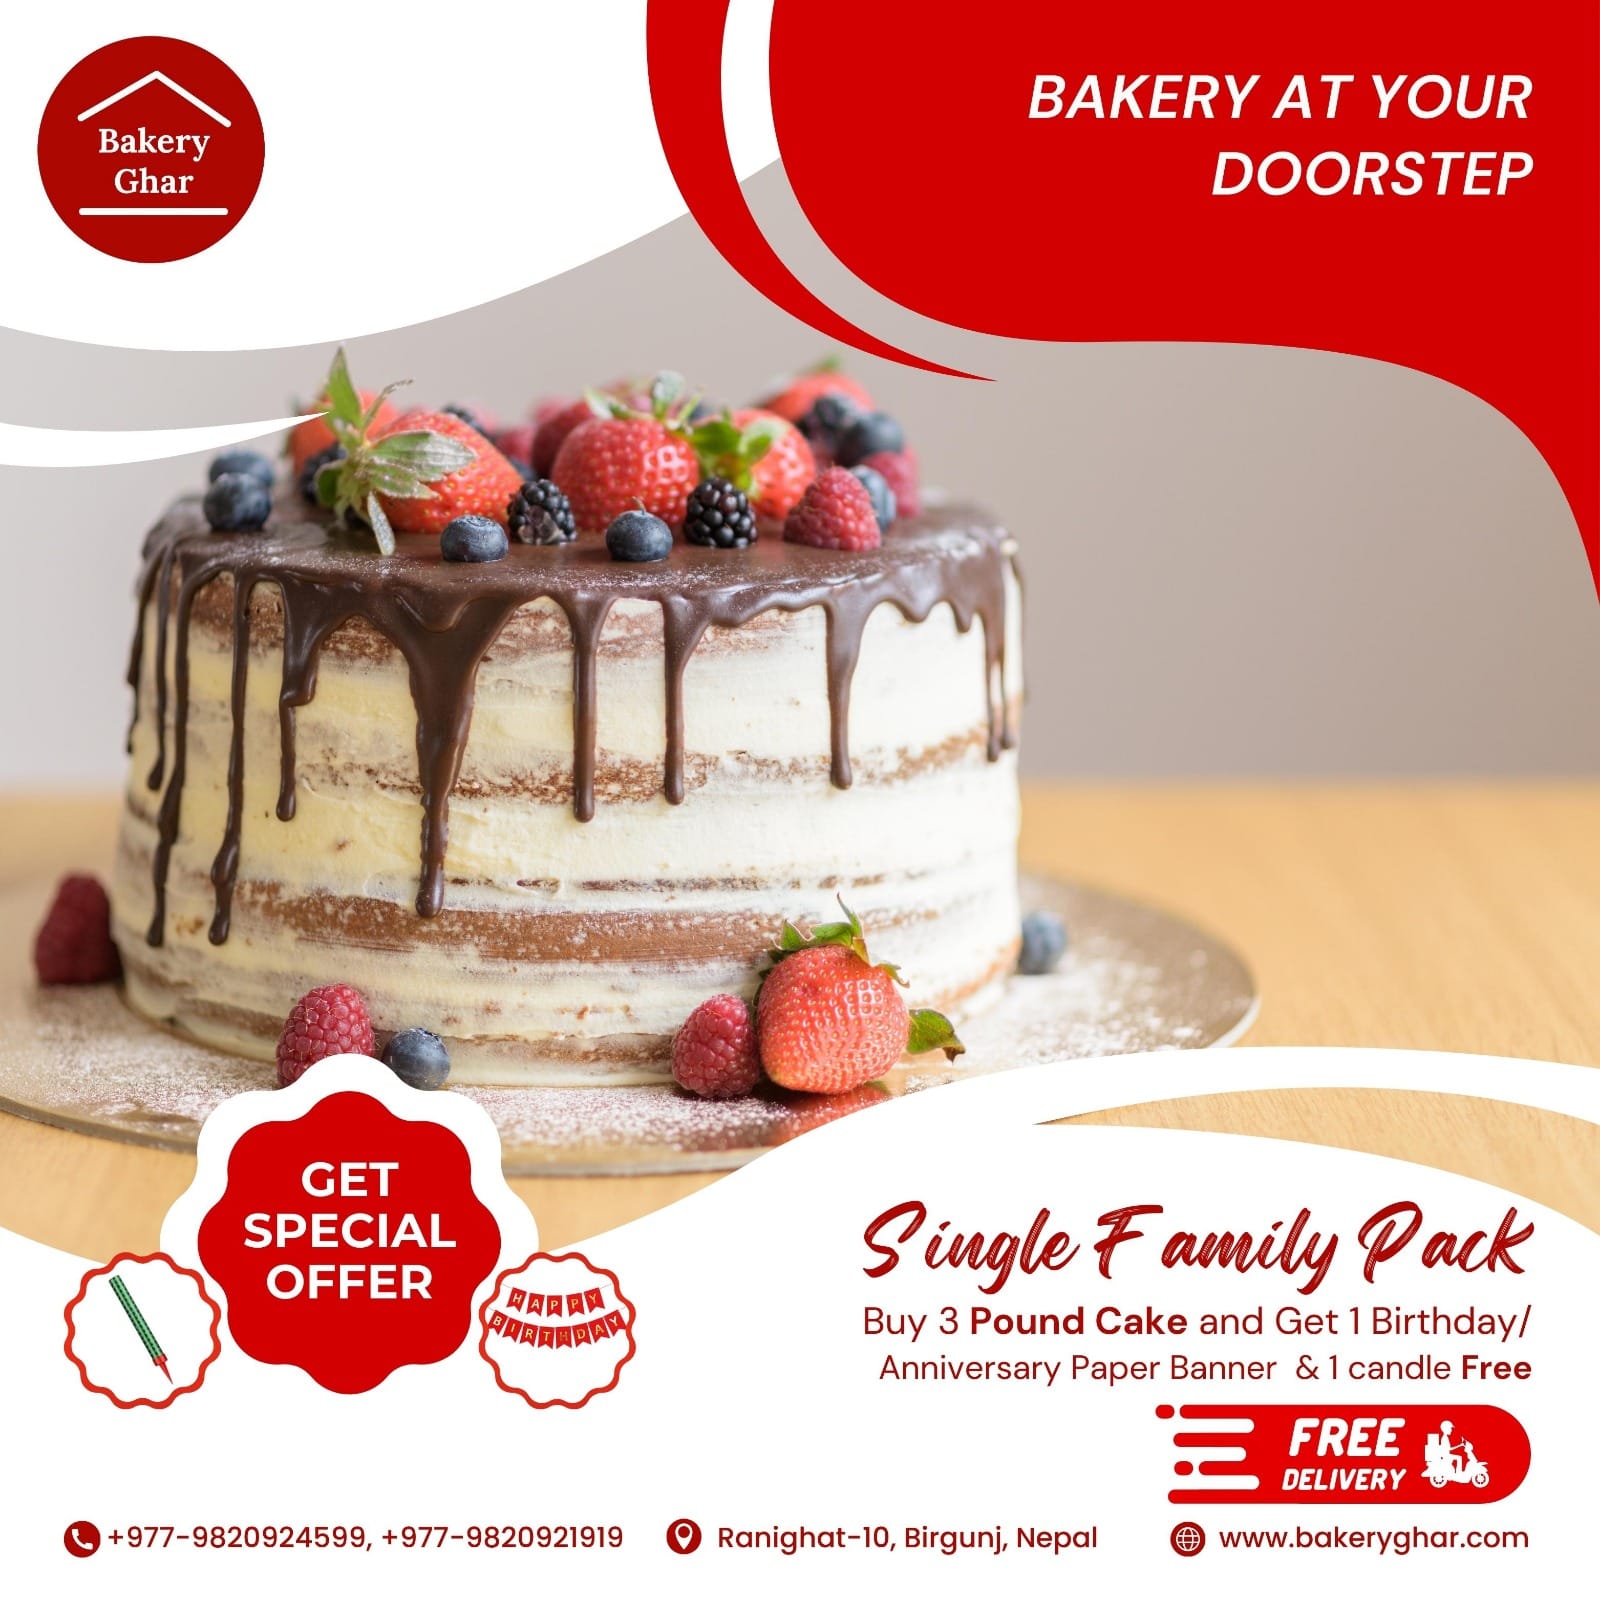 Bakery
Ghar
BAKERY AT YOUR
DOORSTEP
GET
SPECIAL
OFFER
HAPPY
BIRTHDAY
Single Family Pack
Buy 3 Pound Cake and Get 1 Birthday/
Anniversary Paper Banner & 1 candle Free
FREE
DELIVERY
+977-9820924599, +977-9820921919
Ranighat-10, Birgunj, Nepal
www.bakeryghar.com